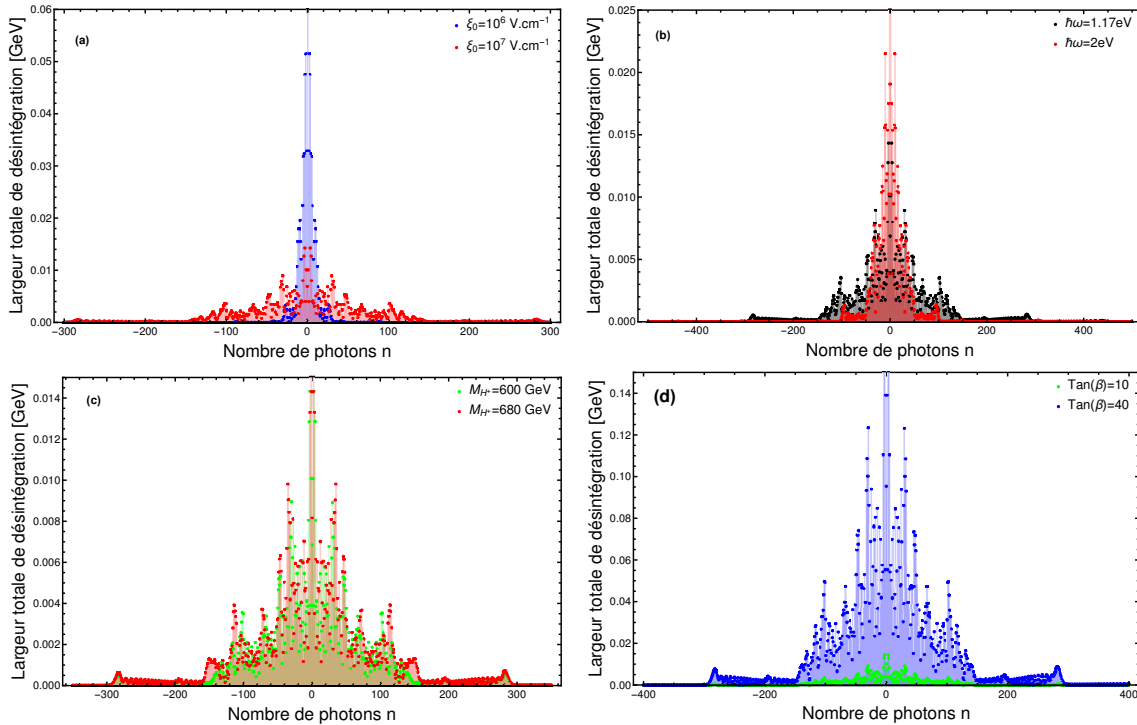 (a)
ξ₀=10⁶ V.cm⁻¹
ξ₀=10⁷ V.cm⁻¹
Largeur totale de désintégration [GeV]
0.06
0.05
0.04
0.03
0.02
0.01
0.00
-300 -200 -100 0 100 200 300
Nombre de photons n
(b)
ℏω=1.17eV
ℏω=2eV
Largeur totale de désintégration [GeV]
0.025
0.020
0.015
0.010
0.005
0.000
-400 -200 0 200 400
Nombre de photons n
(c)
M_H⁺=600 GeV
M_H⁺=680 GeV
Largeur totale de désintégration [GeV]
0.014
0.012
0.010
0.008
0.006
0.004
0.002
0.000
-300 -200 -100 0 100 200 300
Nombre de photons n
(d)
Tan(β)=10
Tan(β)=40
Largeur totale de désintégration [GeV]
0.14
0.12
0.10
0.08
0.06
0.04
0.02
0.00
-400 -200 0 200 400
Nombre de photons n